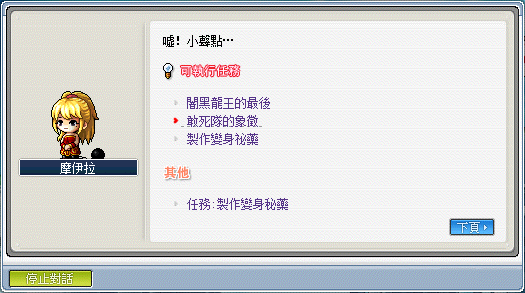 噓! 小聲點…
可執行任務
闇黑龍王的最後
敢死隊的象徵
製作變身祕藥
摩伊拉
其他
任務:製作變身祕藥
下頁
停止對話